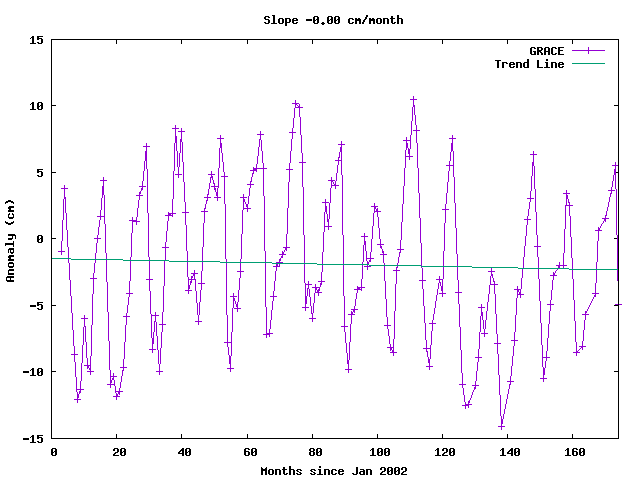 Slope -0.00 cm/month
GRACE
Trend Line
15
10
5
0
-5
-10
-15
Anomaly (cm)
0 20 40 60 80 100 120 140 160
Months since Jan 2002